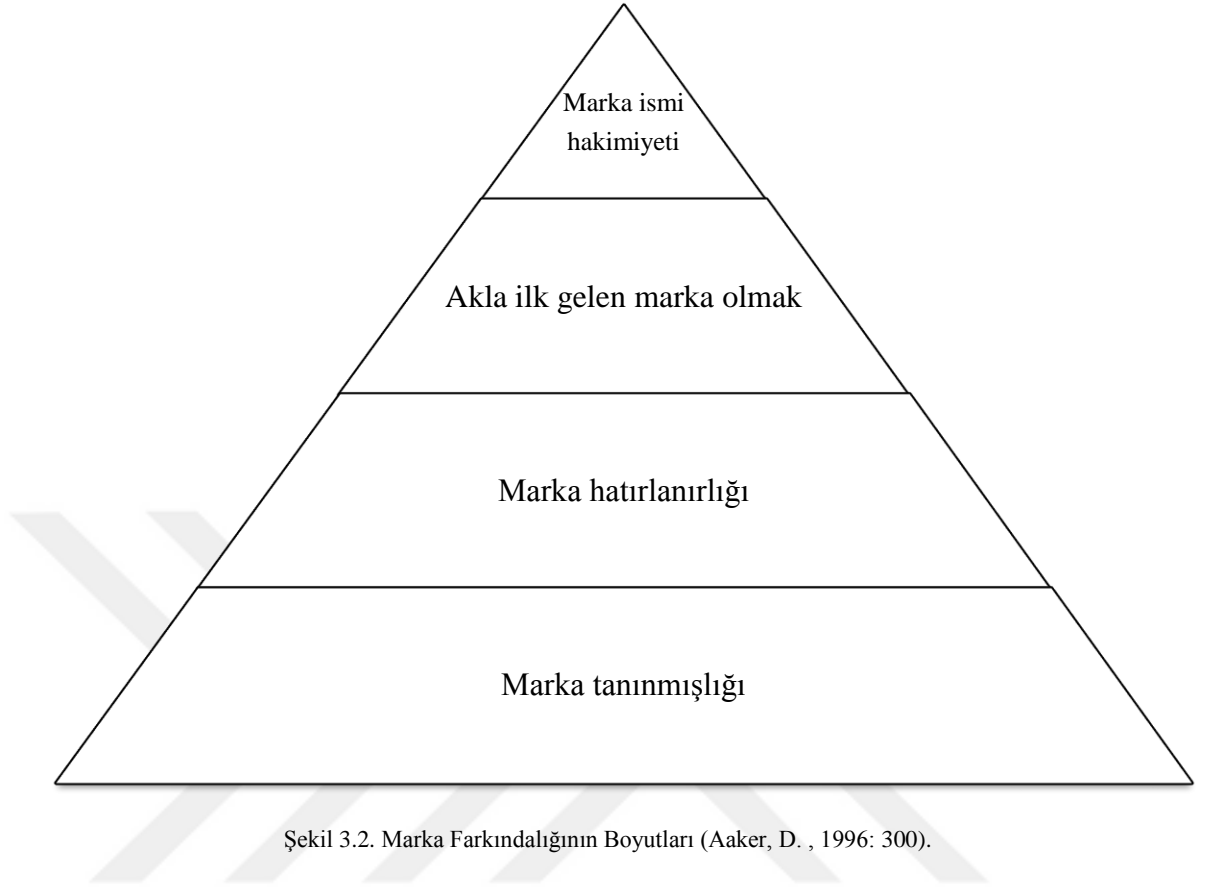 Marka ismi
hakimiyeti
Akla ilk gelen marka olmak
Marka hatırlanırlığı
Marka tanınmışlığı
Şekil 3.2. Marka Farkındalığının Boyutları (Aaker, D. , 1996: 300).